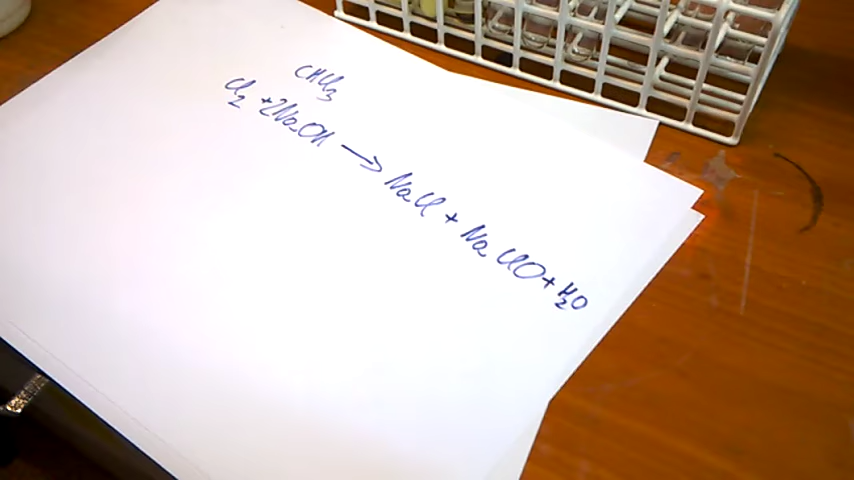 CHCl₃
Cl₂ + 2NaOH → NaCl + NaClO + H₂O